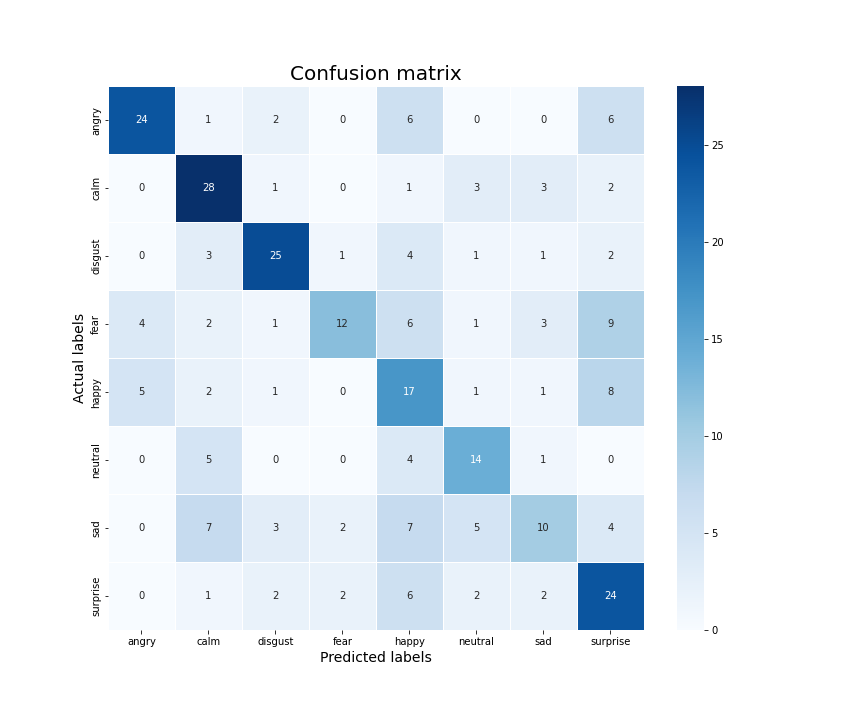 Confusion matrix
angry 24 1 2 0 6 0 0 6
calm 0 28 1 0 1 3 3 2
disgust 0 3 25 1 4 1 1 2
fear 4 2 1 12 6 1 3 9
happy 5 2 1 0 17 1 1 8
neutral 0 5 0 0 4 14 1 0
sad 0 7 3 2 7 5 10 4
surprise 0 1 2 2 6 2 2 24
angry calm disgust fear happy neutral sad surprise
Predicted labels
Actual labels
25
20
15
10
5
0